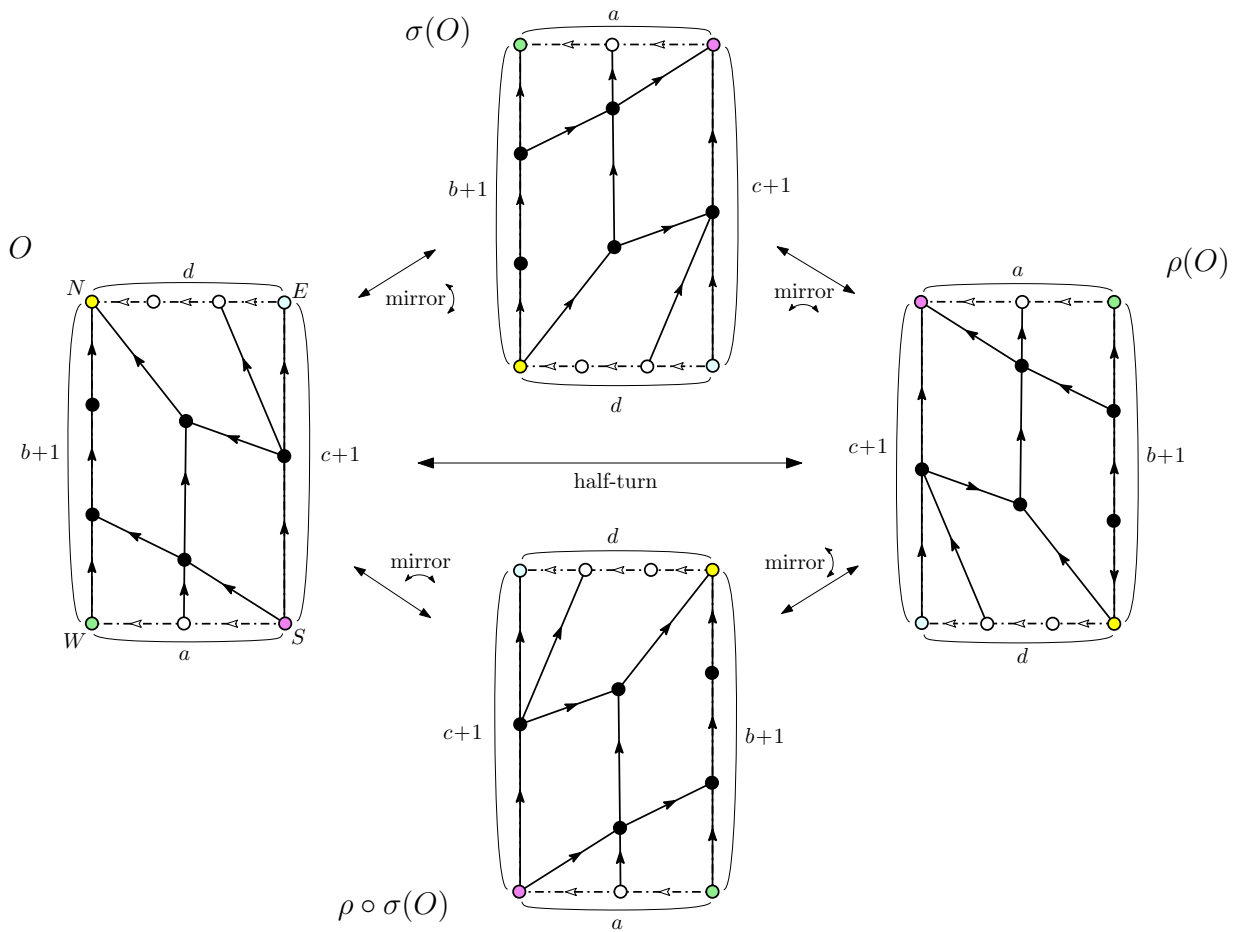 σ(O)
a
b+1
c+1
d
O
d
N
E
b+1
c+1
W
S
a
mirror
mirror
ρ(O)
a
c+1
b+1
d
half-turn
mirror
mirror
d
c+1
b+1
a
ρ ∘ σ(O)